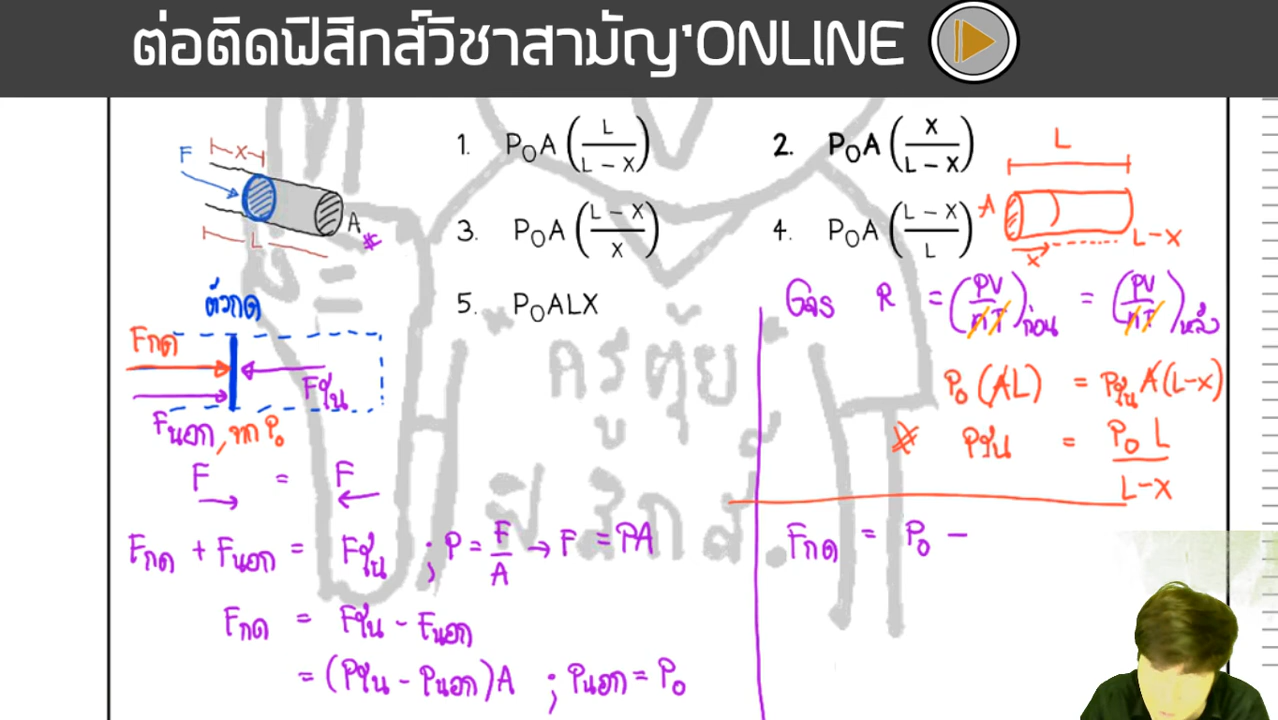 ต่อติดฟิสิกส์วิชาสามัญ'ONLINE
1. P₀A (L / (L - X))
2. P₀A (X / (L - X))
3. P₀A ((L - X) / X)
4. P₀A ((L - X) / L)
5. P₀ALX
F X A L
L A X L-X
ตัวกด
Fกด
Fใน
Fนอก, จาก P₀
F = F
Fกด + Fนอก = Fใน ; P = F/A → F = PA
Fกด = Fใน - Fนอก
= (Pใน - Pนอก)A ; Pนอก = P₀
Gas R = (PV/nT)ก่อน = (PV/nT)หลัง
P₀(AL) = Pใน A(L-X)
Pใน = P₀L / (L-X)
Fกด = P₀ -
ครูตุ้ย
ฟิสิกส์